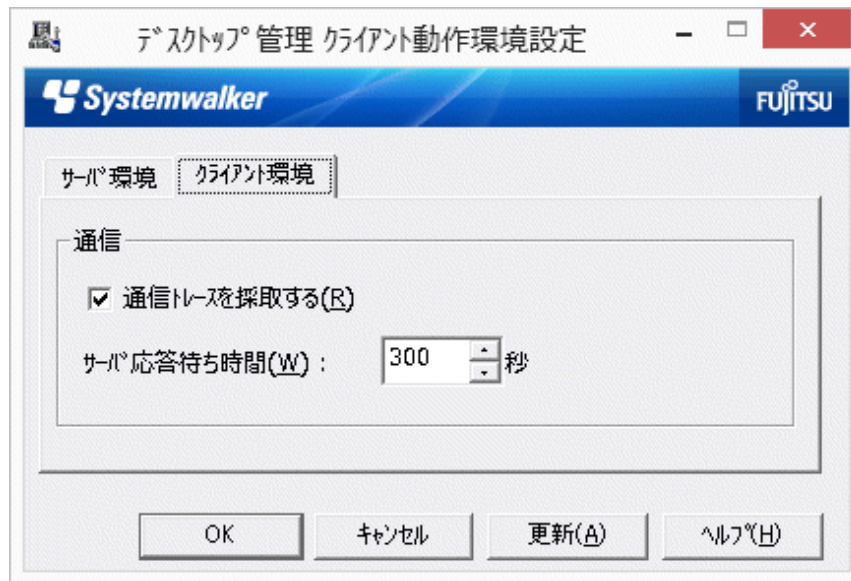 ﾃﾞｽｸﾄｯﾌﾟ管理 ｸﾗｲｱﾝﾄ動作環境設定
Systemwalker
FUJITSU
ｻｰﾊﾞ環境 ｸﾗｲｱﾝﾄ環境
通信
通信ﾄﾚｰｽを採取する(R)
ｻｰﾊﾞ応答待ち時間(W)： 300 秒
OK ｷｬﾝｾﾙ 更新(A) ﾍﾙﾌﾟ(H)